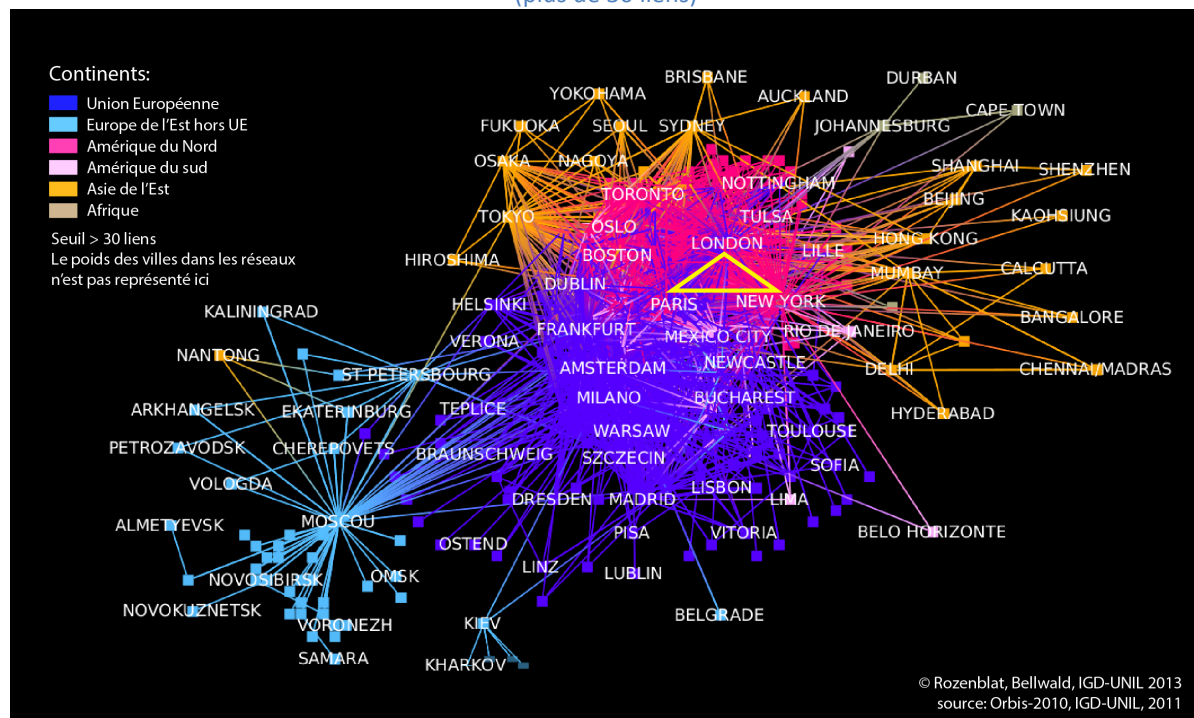 (plus de 30 liens)
Continents:
Union Européenne
Europe de l'Est hors UE
Amérique du Nord
Amérique du sud
Asie de l'Est
Afrique
Seuil > 30 liens
Le poids des villes dans les réseaux
n'est pas représenté ici
BRISBANE
DURBAN
YOKOHAMA
AUCKLAND
CAPE TOWN
FUKUOKA
SEOUL
SYDNEY
JOHANNESBURG
OSAKA
NAGOYA
SHANGHAI
SHENZHEN
NOTTINGHAM
TORONTO
BEIJING
TOKYO
TULSA
KAOHSIUNG
OSLO
LONDON
HONG KONG
BOSTON
LILLE
HIROSHIMA
MUMBAY
CALCUTTA
DUBLIN
HELSINKI
PARIS
NEW YORK
KALININGRAD
BANGALORE
FRANKFURT
MEXICO CITY
RIO DE JANEIRO
VERONA
NANTONG
NEWCASTLE
AMSTERDAM
DELHI
CHENNAI/MADRAS
ST PETERSBOURG
MILANO
BUCHAREST
ARKHANGELSK
EKATERINBURG
TEPLICE
HYDERABAD
WARSAW
TOULOUSE
PETROZAVODSK
CHEREPOVETS
BRAUNSCHWEIG
SZCZECIN
SOFIA
VOLOGDA
LISBON
DRESDEN
MADRID
LIMA
MOSCOU
ALMETYEVSK
PISA
VITORIA
BELO HORIZONTE
OSTEND
LINZ
LUBLIN
NOVOSIBIRSK
OMSK
NOVOKUZNETSK
BELGRADE
VORONEZH
KIEV
SAMARA
KHARKOV
© Rozenblat, Bellwald, IGD-UNIL 2013
source: Orbis-2010, IGD-UNIL, 2011